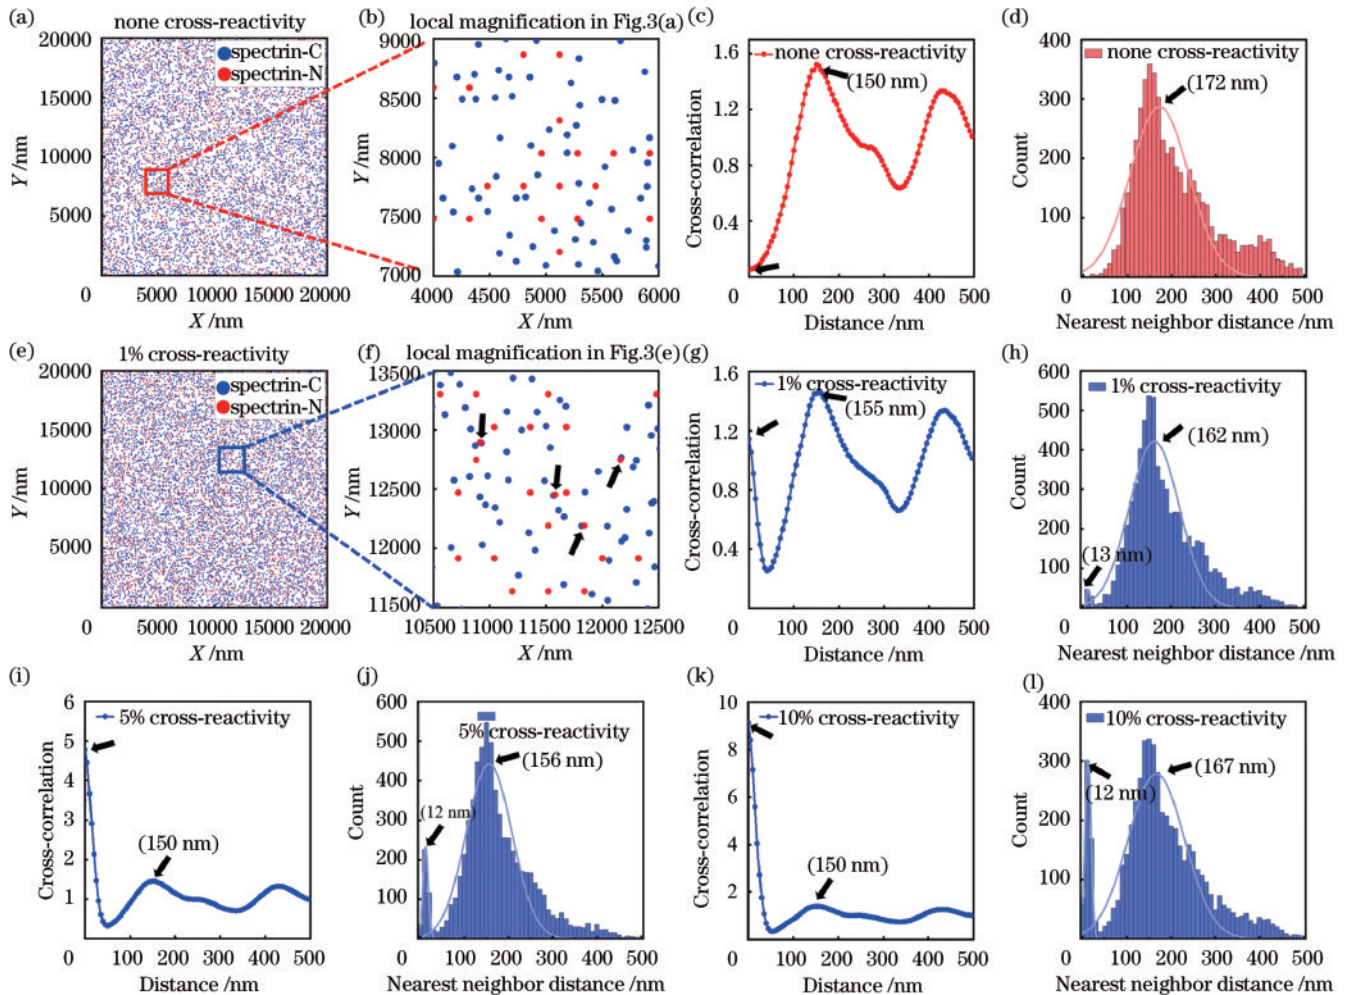 (a) none cross-reactivity
20000
15000
10000
5000
0
5000 10000 15000 20000
Y/nm
X /nm
spectrin-C
spectrin-N
(b) local magnification in Fig.3(a)
9000
8500
8000
7500
7000
4000 4500 5000 5500 6000
Y/nm
X /nm
(c)
1.6
1.2
0.8
0.4
0 100 200 300 400 500
Cross-correlation
Distance /nm
none cross-reactivity
(150 nm)
(d)
400
300
200
100
0 100 200 300 400 500
Count
Nearest neighbor distance /nm
none cross-reactivity
(172 nm)
(e) 1% cross-reactivity
20000
15000
10000
5000
0
5000 10000 15000 20000
Y/nm
X /nm
spectrin-C
spectrin-N
(f) local magnification in Fig.3(e)
13500
13000
12500
12000
11500
10500 11000 11500 12000 12500
Y/nm
X /nm
(g)
1.6
1.2
0.8
0.4
0 100 200 300 400 500
Cross-correlation
Distance /nm
1% cross-reactivity
(155 nm)
(h)
600
500
400
300
200
100
0
0 100 200 300 400 500
Count
Nearest neighbor distance /nm
1% cross-reactivity
(162 nm)
(13 nm)
(i)
6
5
4
3
2
1
0 100 200 300 400 500
Cross-correlation
Distance /nm
5% cross-reactivity
(150 nm)
(j)
600
500
400
300
200
100
0
0 100 200 300 400 500
Count
Nearest neighbor distance /nm
5% cross-reactivity
(156 nm)
(12 nm)
(k)
10
8
6
4
2
0
100 200 300 400 500
Cross-correlation
Distance /nm
10% cross-reactivity
(150 nm)
(l)
400
300
200
100
0
0 100 200 300 400 500
Count
Nearest neighbor distance /nm
10% cross-reactivity
(167 nm)
(12 nm)